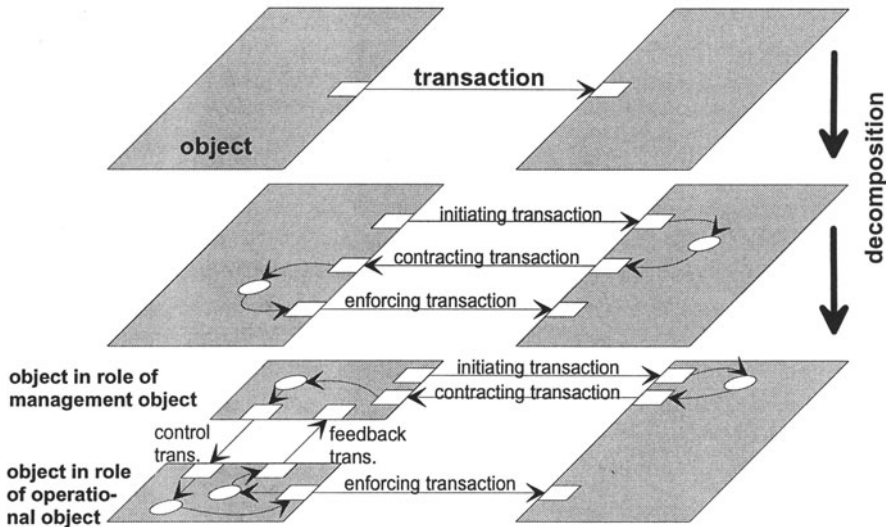 transaction
object
decomposition
initiating transaction
contracting transaction
enforcing transaction
object in role of
management object
initiating transaction
contracting transaction
control
trans.
feedback
trans.
object in role
of operatio-
nal object
enforcing transaction